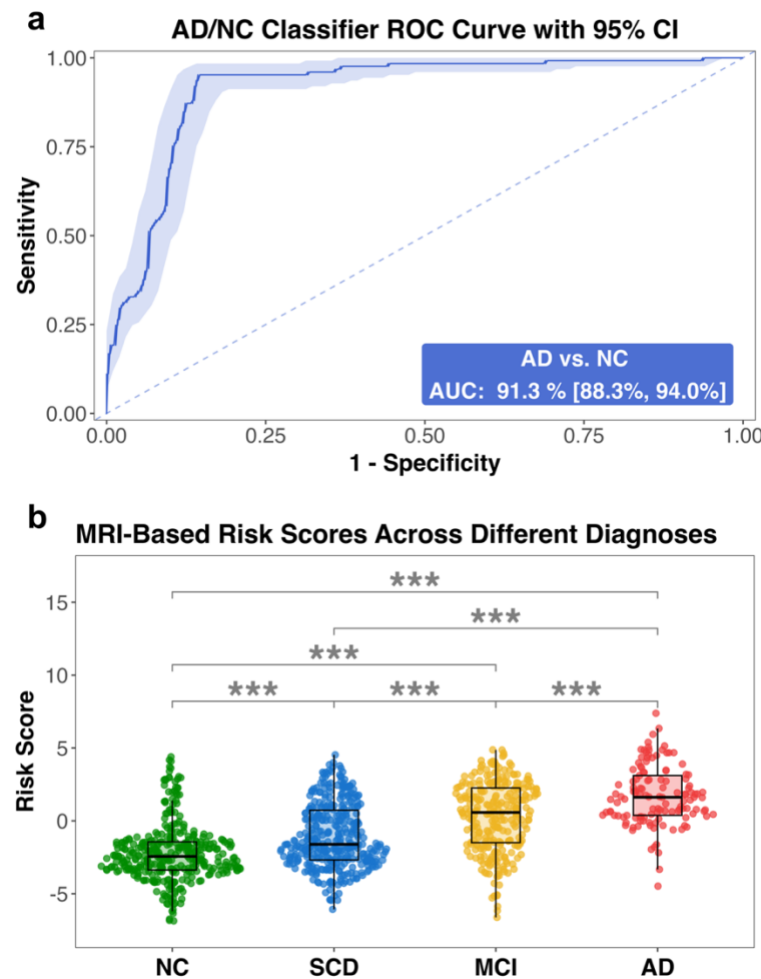 a
AD/NC Classifier ROC Curve with 95% CI
1.00
0.75
0.50
0.25
0.00
Sensitivity
AD vs. NC
AUC: 91.3 % [88.3%, 94.0%]
0.00 0.25 0.50 0.75 1.00
1 - Specificity
b
MRI-Based Risk Scores Across Different Diagnoses
15
10
5
0
-5
Risk Score
***
***
***
*** *** ***
NC SCD MCI AD